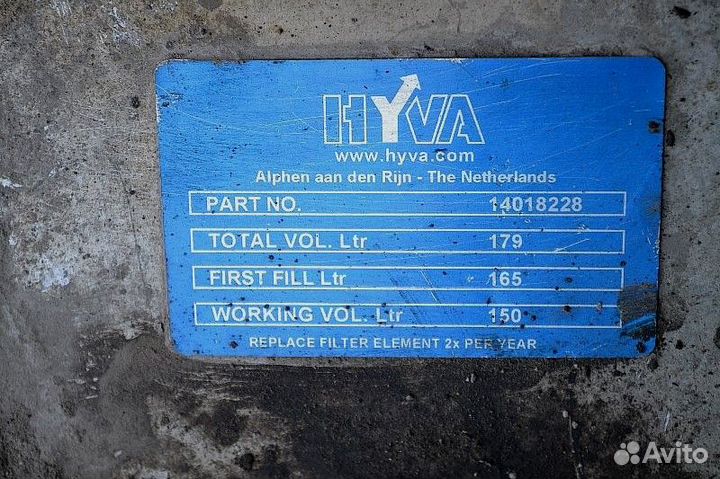 HYVA
www.hyva.com
Alphen aan den Rijn - The Netherlands
PART NO. 14018228
TOTAL VOL. Ltr 179
FIRST FILL Ltr 165
WORKING VOL. Ltr 150
REPLACE FILTER ELEMENT 2x PER YEAR
Avito